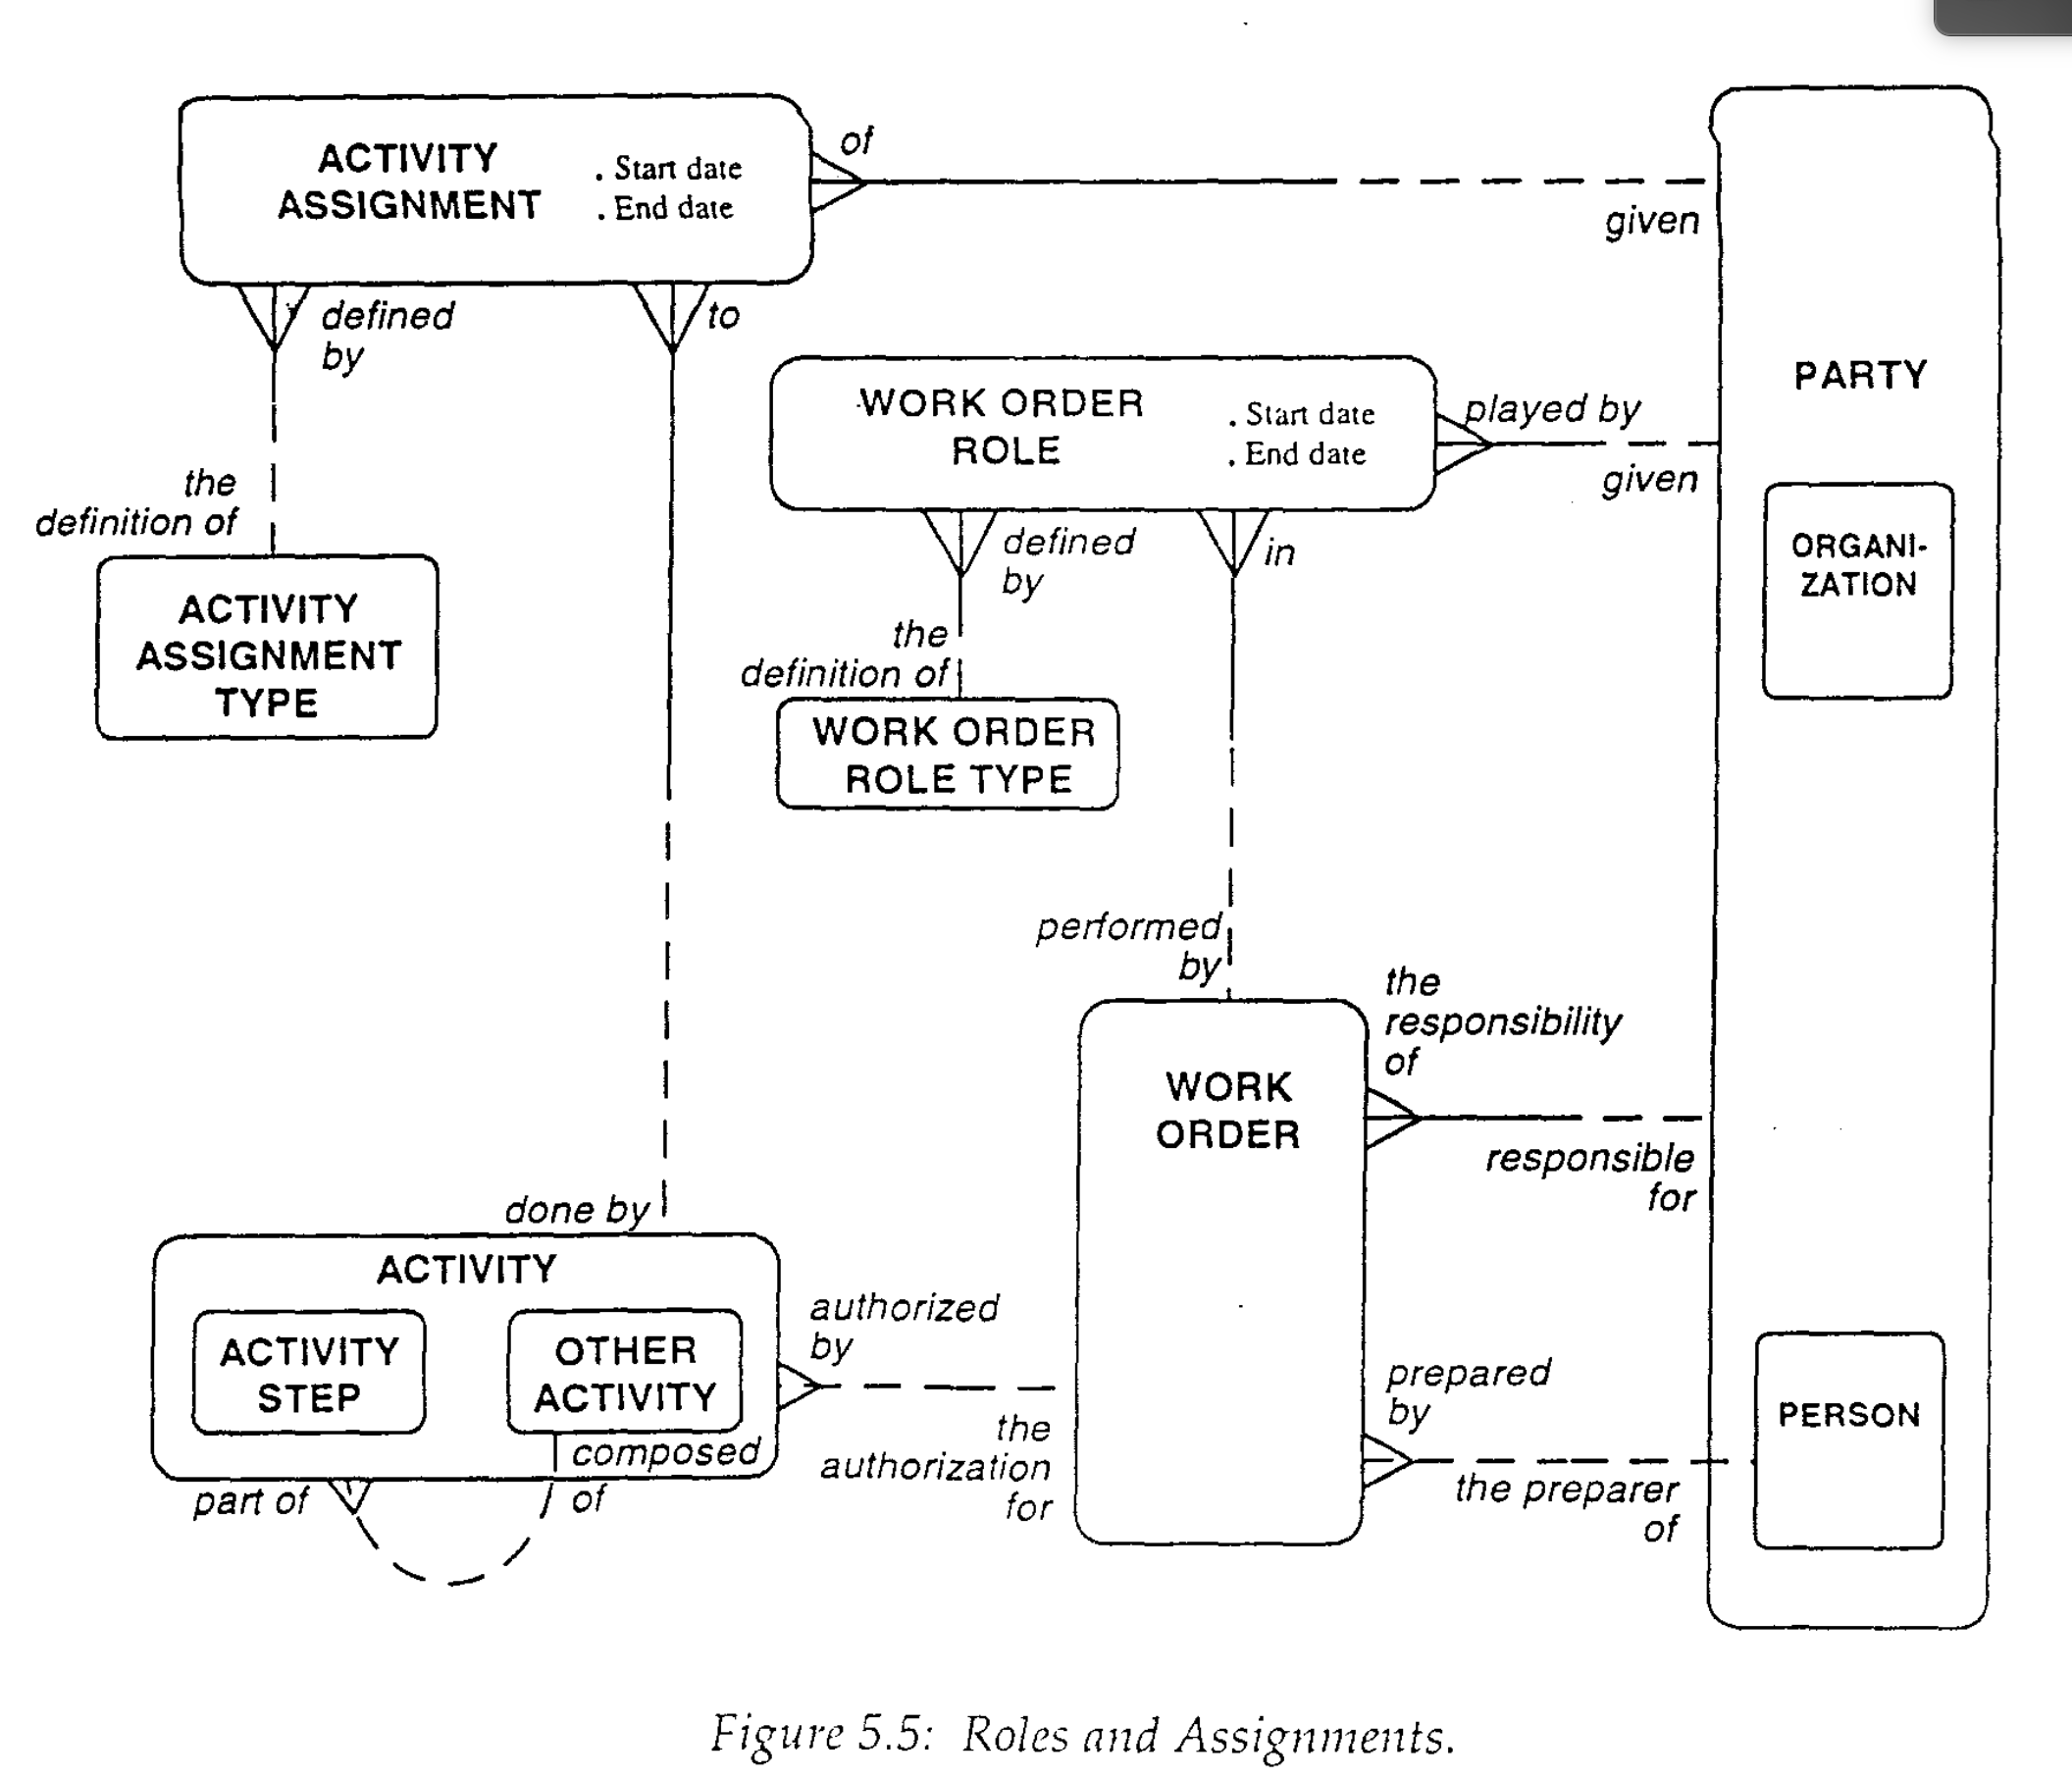 ACTIVITY
ASSIGNMENT
. Start date
. End date
of
given
defined
by
to
the
definition of
ACTIVITY
ASSIGNMENT
TYPE
WORK ORDER
ROLE
. Start date
. End date
played by
given
PARTY
ORGANI-
ZATION
defined
by
in
the
definition of
WORK ORDER
ROLE TYPE
performed
by
the
responsibility
of
WORK
ORDER
responsible
for
done by
ACTIVITY
ACTIVITY
STEP
OTHER
ACTIVITY
authorized
by
the
authorization
for
composed
of
part of
prepared
by
the preparer
of
PERSON
Figure 5.5: Roles and Assignments.